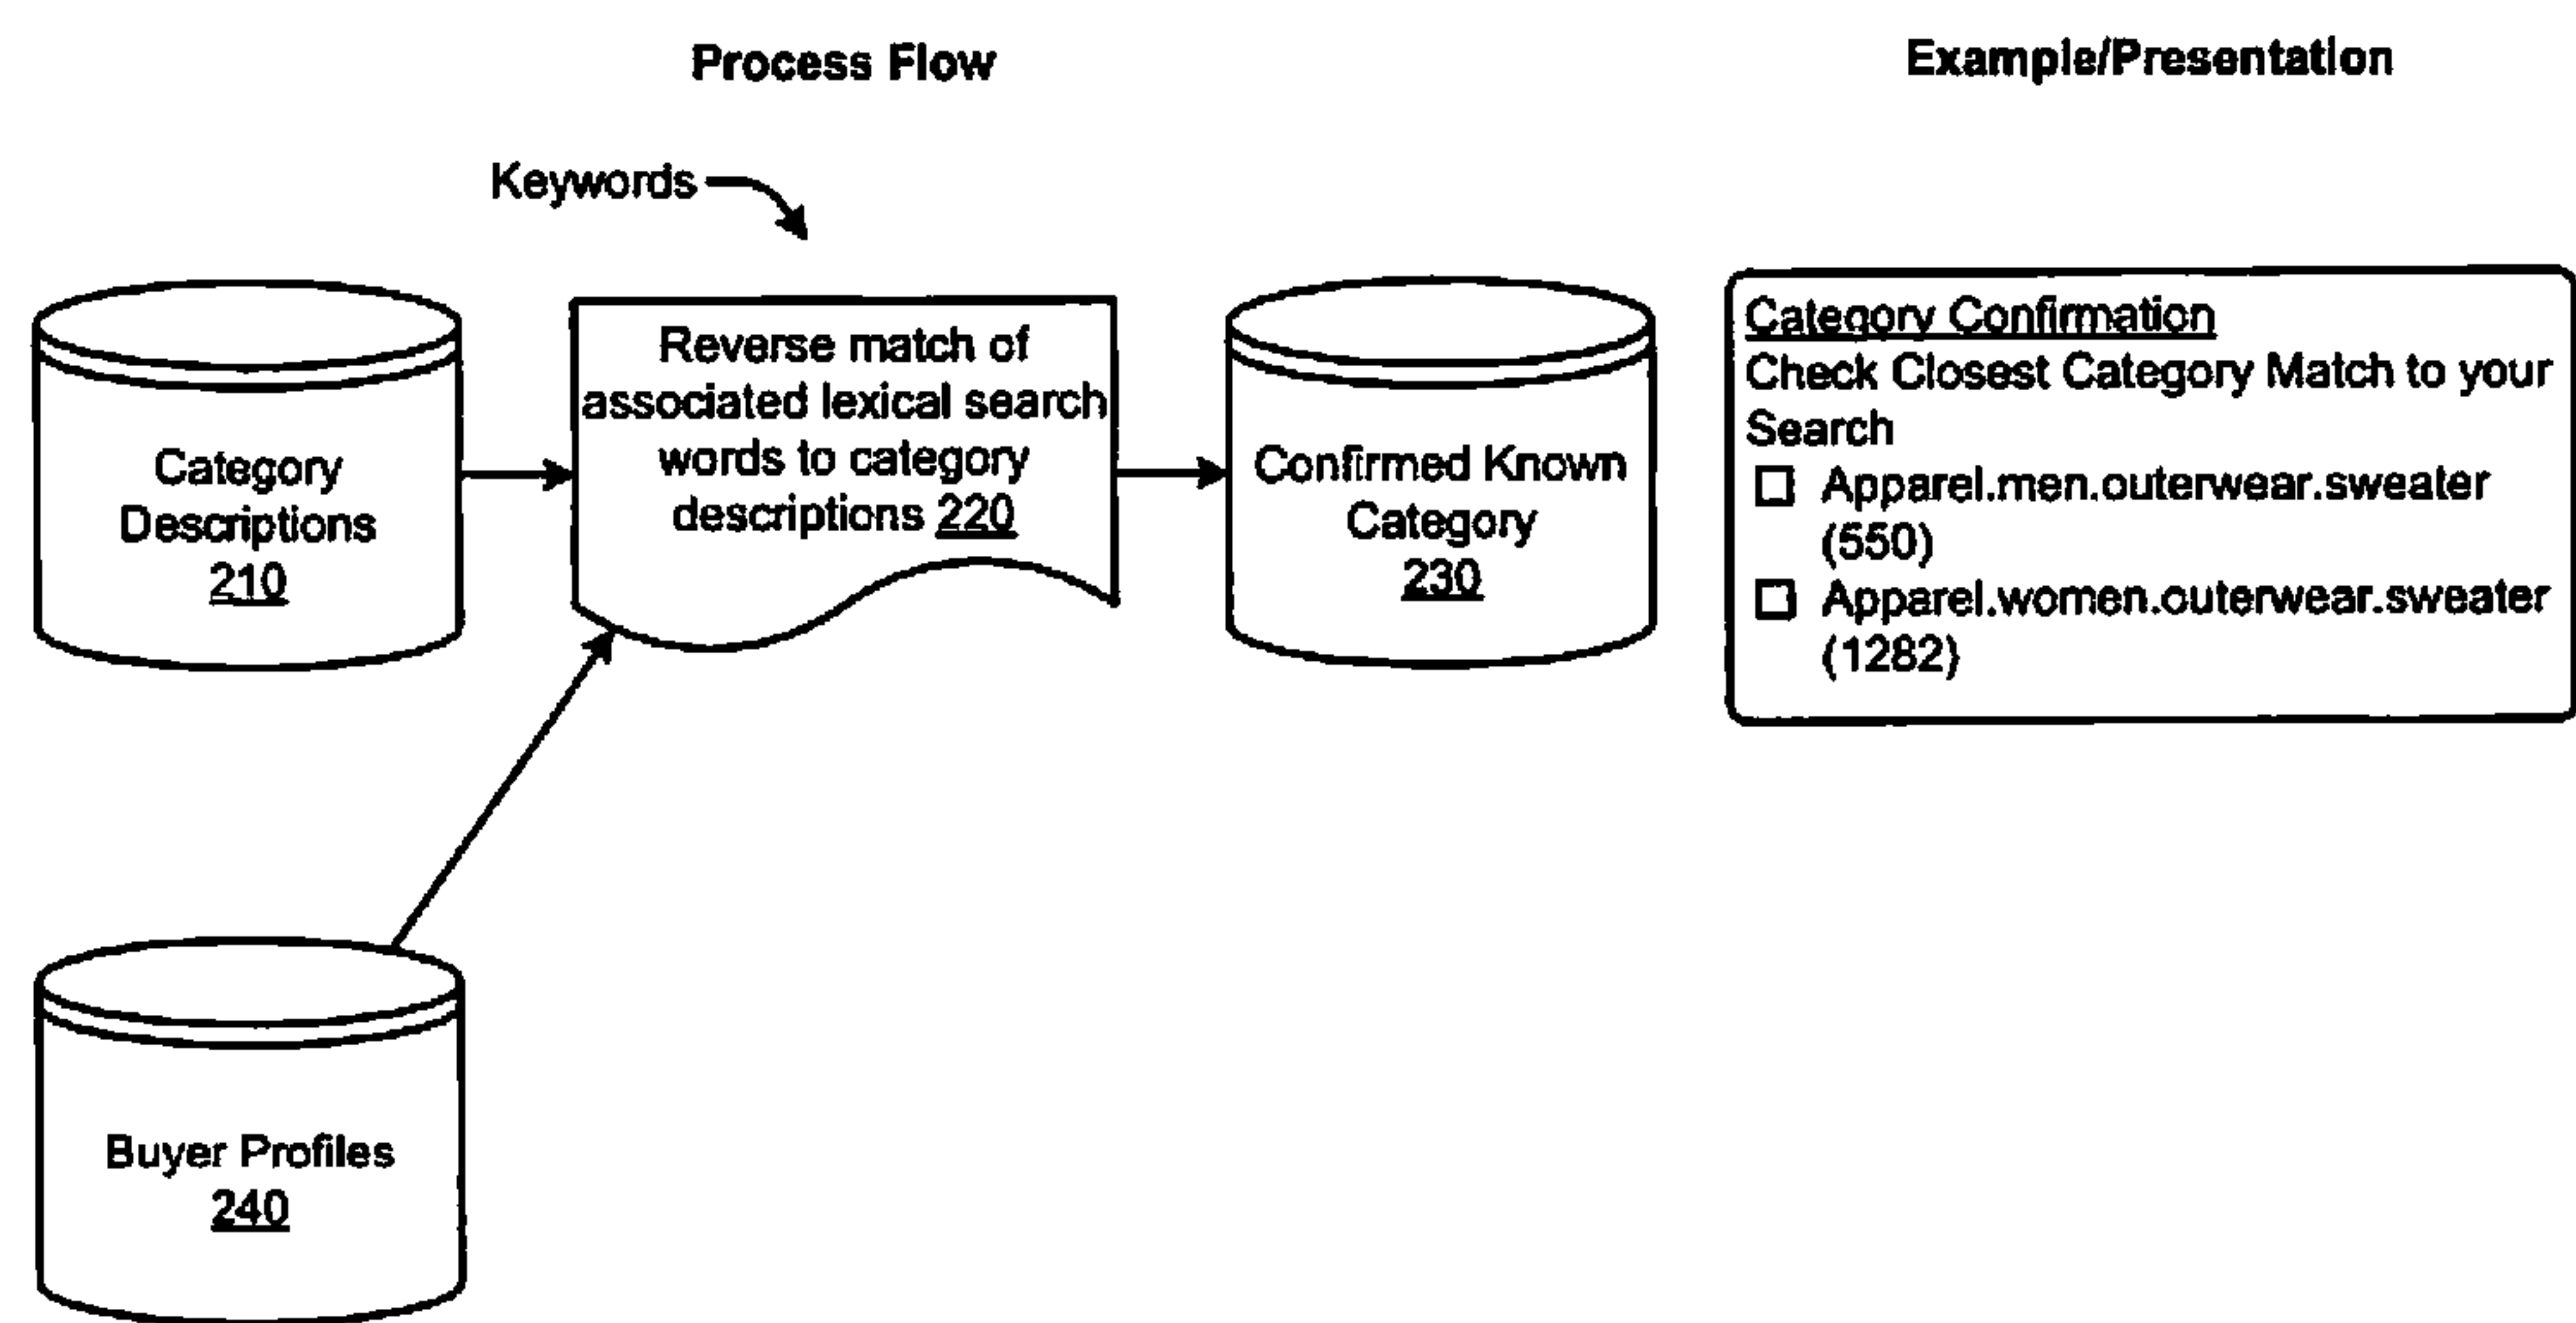 Process Flow
Example/Presentation
Keywords
Category
Descriptions
210
Reverse match of
associated lexical search
words to category
descriptions 220
Confirmed Known
Category
230
Category Confirmation
Check Closest Category Match to your
Search
Apparel.men.outerwear.sweater
(550)
Apparel.women.outerwear.sweater
(1282)
Buyer Profiles
240